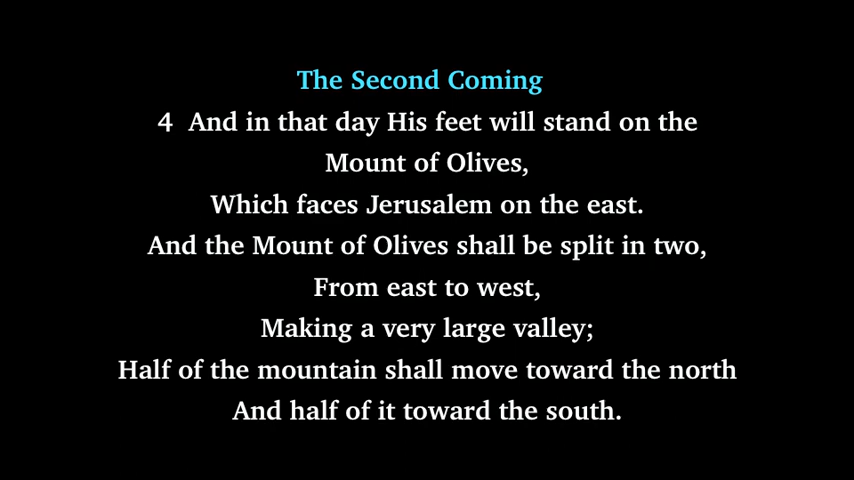 The Second Coming
4 And in that day His feet will stand on the
Mount of Olives,
Which faces Jerusalem on the east.
And the Mount of Olives shall be split in two,
From east to west,
Making a very large valley;
Half of the mountain shall move toward the north
And half of it toward the south.